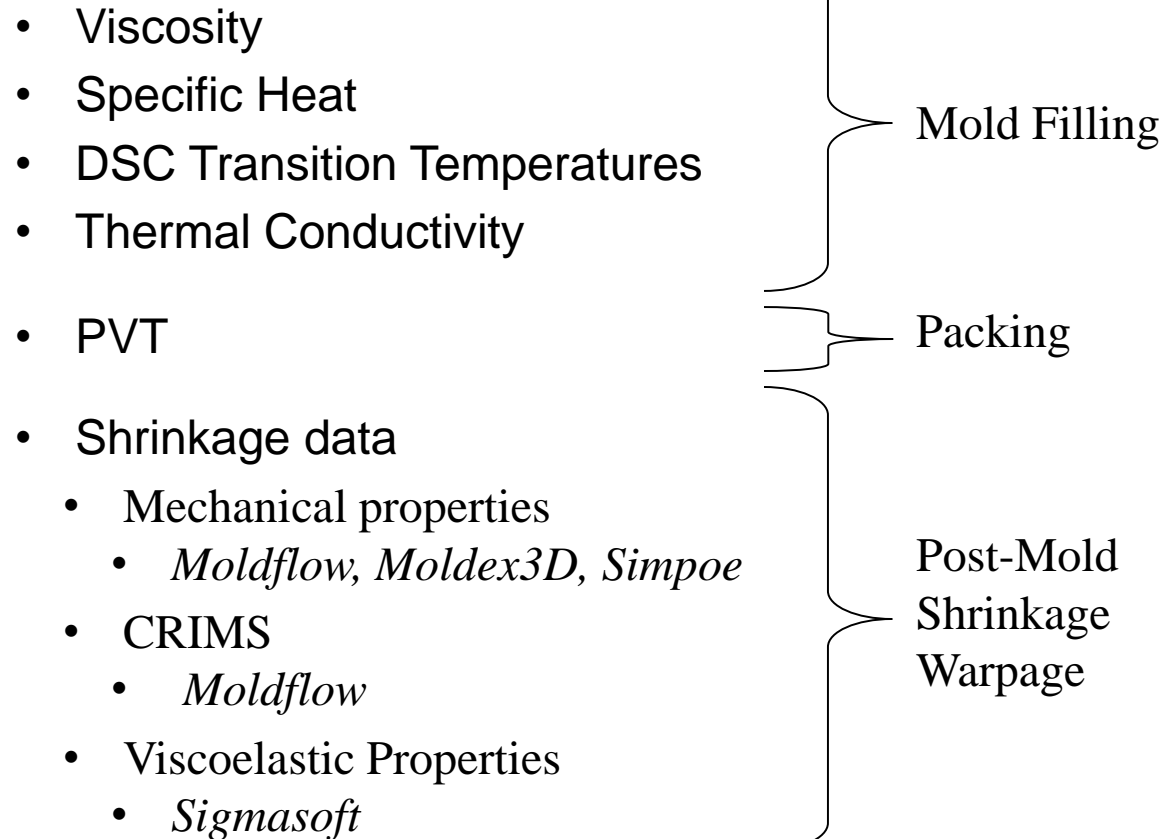 • Viscosity
• Specific Heat
• DSC Transition Temperatures
• Thermal Conductivity
Mold Filling
• PVT
Packing
• Shrinkage data
• Mechanical properties
• Moldflow, Moldex3D, Simpoe
• CRIMS
• Moldflow
• Viscoelastic Properties
• Sigmasoft
Post-Mold
Shrinkage
Warpage